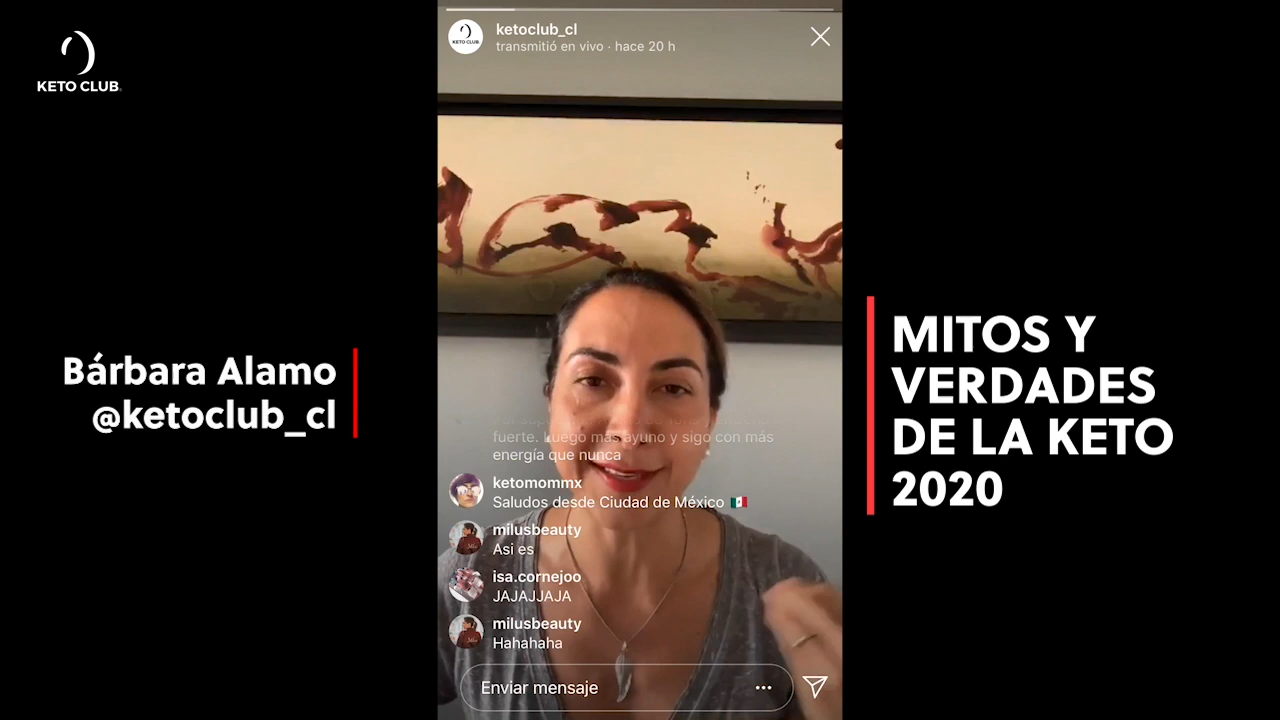 KETO CLUB
ketoclub_cl
transmitió en vivo · hace 20 h
KETO CLUB
Bárbara Alamo
@ketoclub_cl
MITOS Y
VERDADES
DE LA KETO
2020
fuerte. Luego más ayuno y sigo con más
energía que nunca
ketomommx
Saludos desde Ciudad de México 🇲🇽
milusbeauty
Asi es
isa.cornejoo
JAJAJJAJA
milusbeauty
Hahahaha
Enviar mensaje